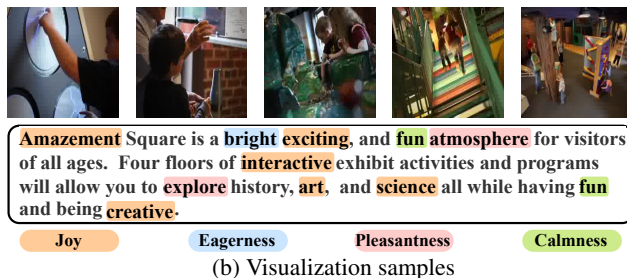 Amazement Square is a bright exciting, and fun atmosphere for visitors
of all ages. Four floors of interactive exhibit activities and programs
will allow you to explore history, art, and science all while having fun
and being creative.
Joy Eagerness Pleasantness Calmness
(b) Visualization samples